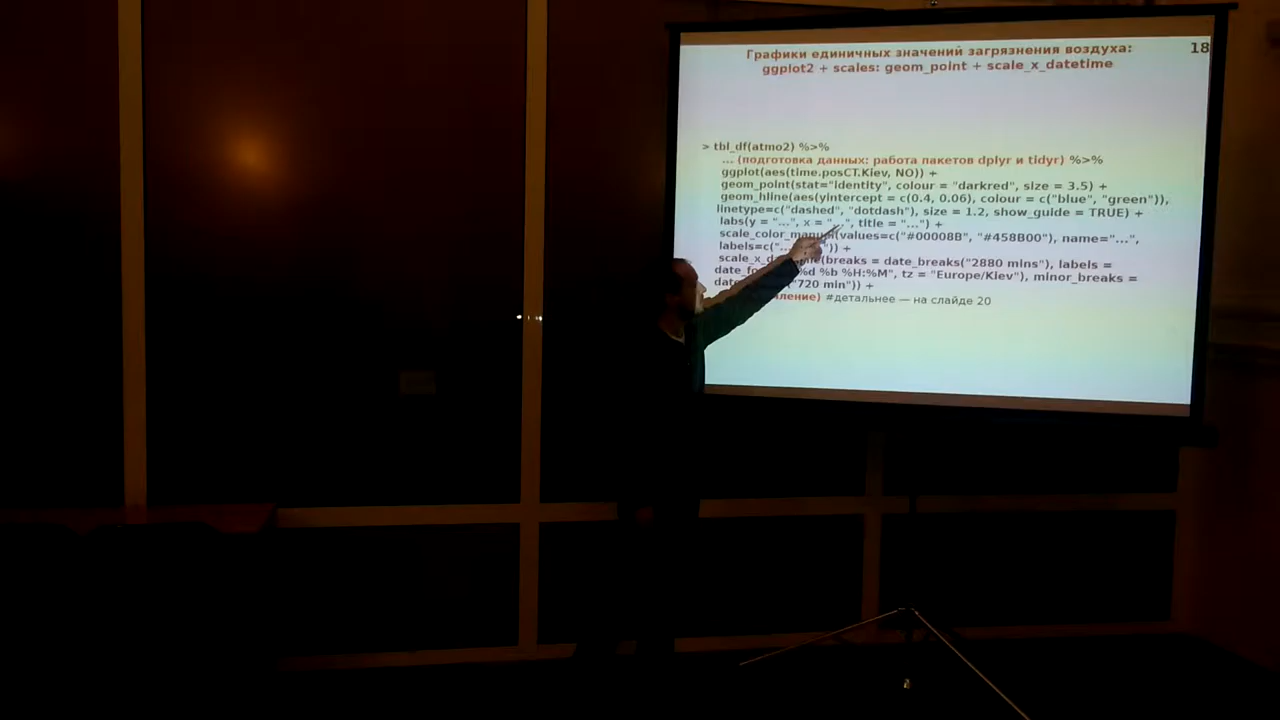 Графики единичных значений загрязнения воздуха:
18
ggplot2 + scales: geom_point + scale_x_datetime
> tbl_df(atmo2) %>%
... (подготовка данных: работа пакетов dplyr и tidyr) %>%
ggplot(aes(time.posCT.Kiev, NO)) +
geom_point(stat="identity", colour = "darkred", size = 3.5) +
geom_hline(aes(yintercept = c(0.4, 0.06), colour = c("blue", "green")),
linetype=c("dashed", "dotdash"), size = 1.2, show_guide = TRUE) +
labs(y = "...", x = "...", title = "...") +
scale_color_manual(values=c("#00008B", "#458B00"), name="...",
labels=c("... ")) +
(breaks = date_breaks("2880 mins"), labels =
%d %b %H:%M", tz = "Europe/Kiev"), minor_breaks =
"720 min")) +
#детальнее — на слайде 20